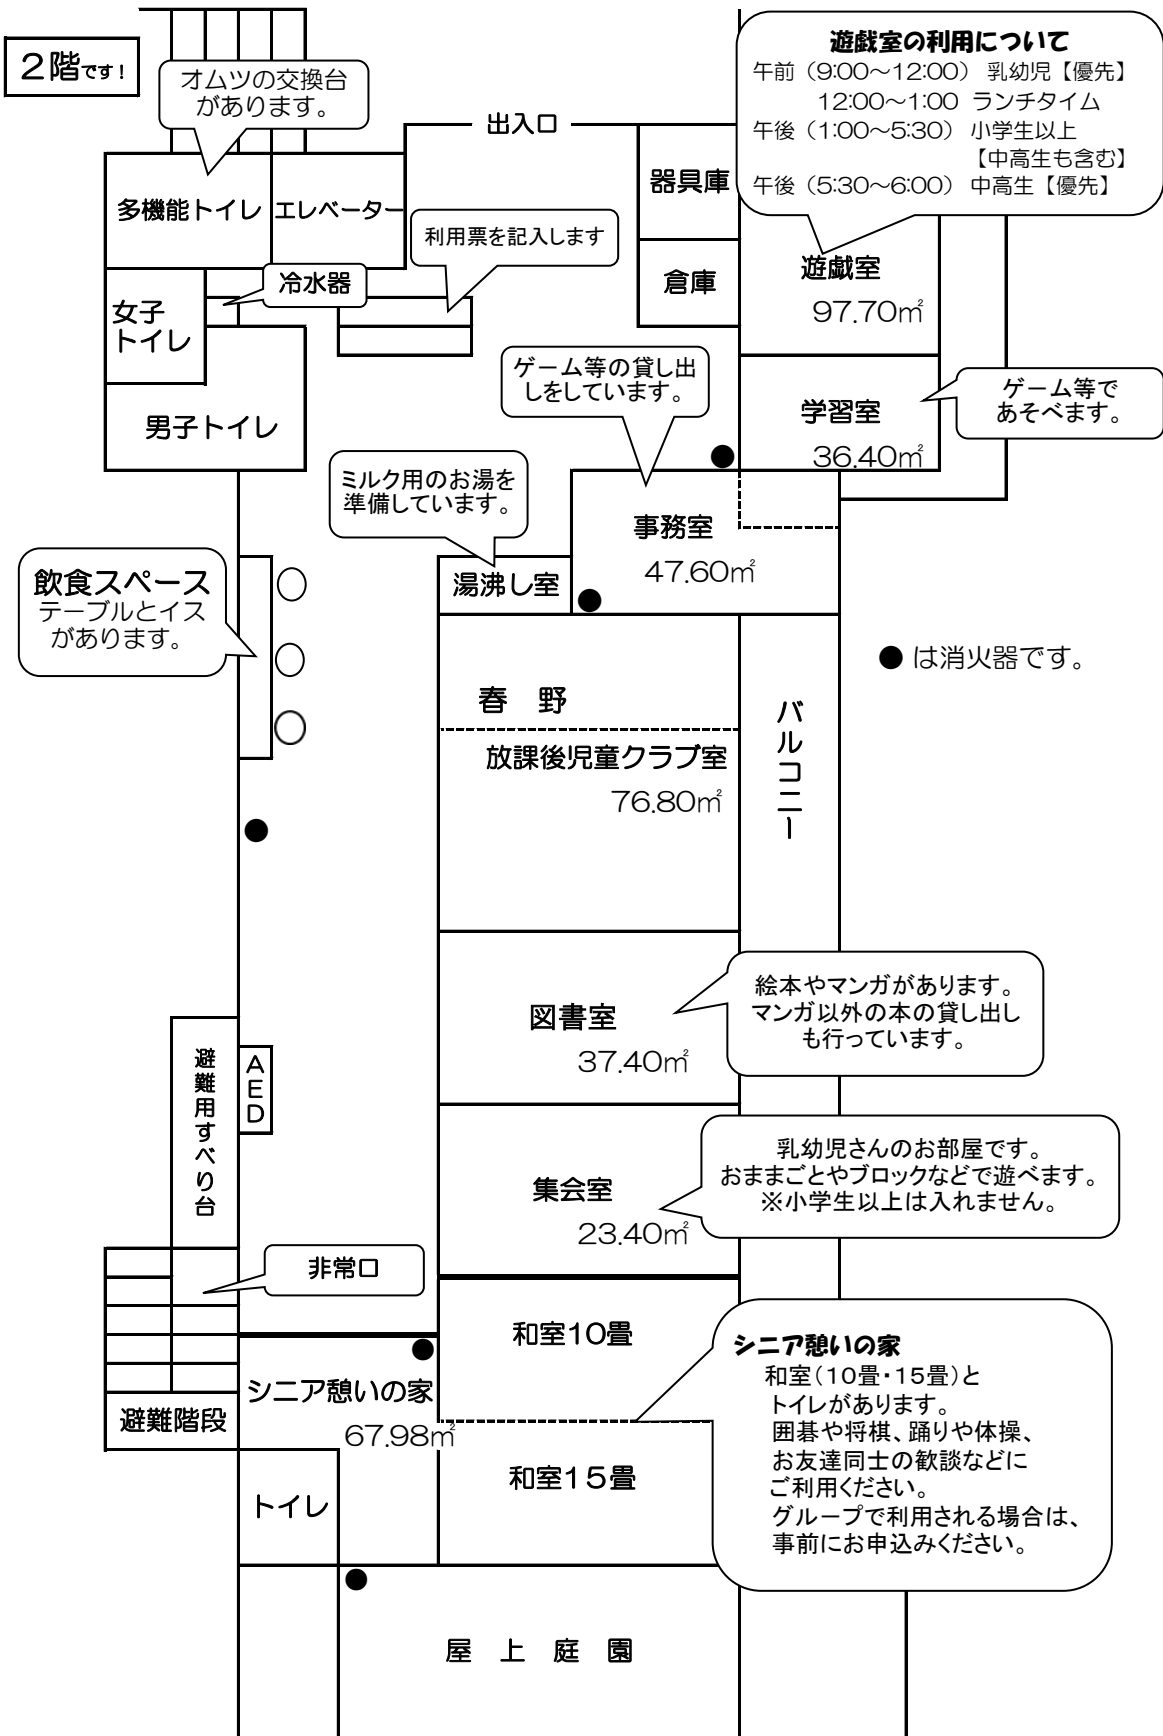 ２階です！
オムツの交換台
があります。
遊戯室の利用について
午前（9:00～12:00） 乳幼児【優先】
12:00～1:00 ランチタイム
午後（1:00～5:30） 小学生以上
【中高生も含む】
午後（5:30～6:00） 中高生【優先】
出入口
器具庫
多機能トイレ
エレベーター
利用票を記入します
倉庫
遊戯室
97.70㎡
冷水器
女子
トイレ
ゲーム等の貸し出
しをしています。
ゲーム等で
あそべます。
学習室
36.40㎡
男子トイレ
ミルク用のお湯を
準備しています。
事務室
47.60㎡
湯沸し室
飲食スペース
テーブルとイス
があります。
● は消火器です。
春　野
放課後児童クラブ室
76.80㎡
バルコニー
絵本やマンガがあります。
マンガ以外の本の貸し出し
も行っています。
図書室
37.40㎡
避難用すべり台
AED
乳幼児さんのお部屋です。
おままごとやブロックなどで遊べます。
※小学生以上は入れません。
集会室
23.40㎡
非常口
和室10畳
シニア憩いの家
和室（10畳・15畳）と
トイレがあります。
囲碁や将棋、踊りや体操、
お友達同士の歓談などに
ご利用ください。
グループで利用される場合は、
事前にお申込みください。
シニア憩いの家
67.98㎡
避難階段
和室15畳
トイレ
屋　上　庭　園